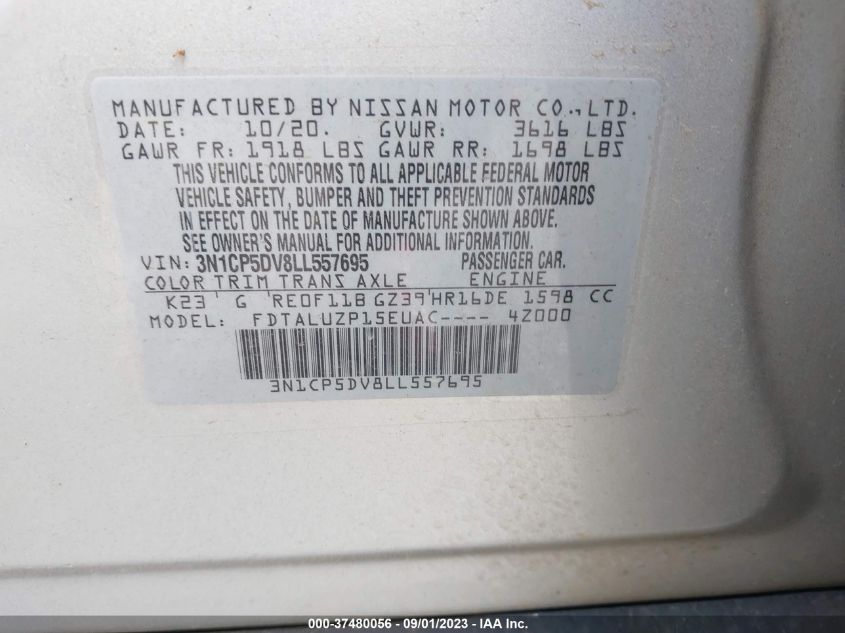 MANUFACTURED BY NISSAN MOTOR CO., LTD.
DATE: 10/20. GVWR: 3616 LBS
GAWR FR: 1918 LBS GAWR RR: 1698 LBS
THIS VEHICLE CONFORMS TO ALL APPLICABLE FEDERAL MOTOR
VEHICLE SAFETY, BUMPER AND THEFT PREVENTION STANDARDS
IN EFFECT ON THE DATE OF MANUFACTURE SHOWN ABOVE.
SEE OWNER'S MANUAL FOR ADDITIONAL INFORMATION.
VIN: 3N1CP5DV8LL557695 PASSENGER CAR.
COLOR TRIM TRANS AXLE ENGINE
K23 G RE0F11B GZ39 HR16DE 1598 CC
MODEL: FDTALUZP15EUAC---- 4Z000
3N1CP5DV8LL557695
000-37480056 - 09/01/2023 - ©IAA Inc.